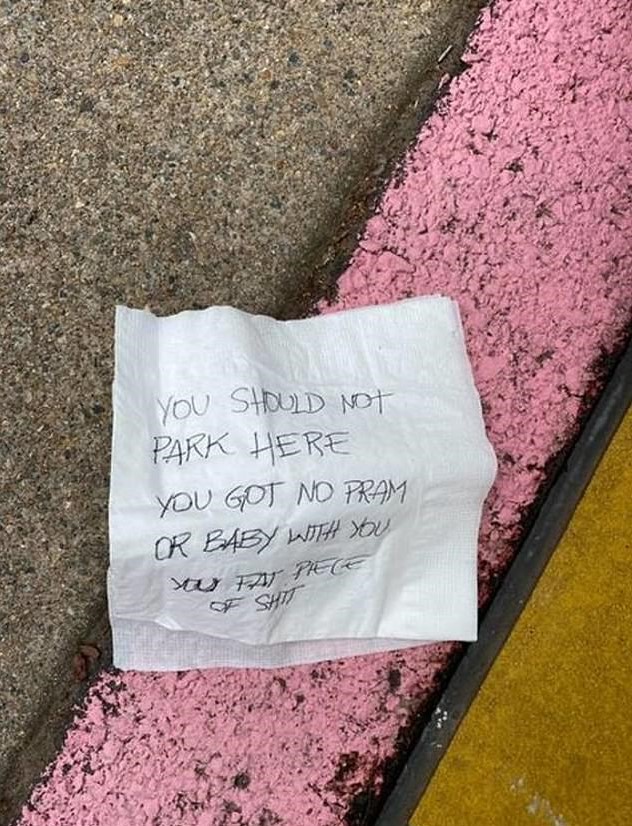 YOU SHOULD NOT
PARK HERE
YOU GOT NO PRAM
OR BABY WITH YOU
YOU FAT PIECE
OF SHIT